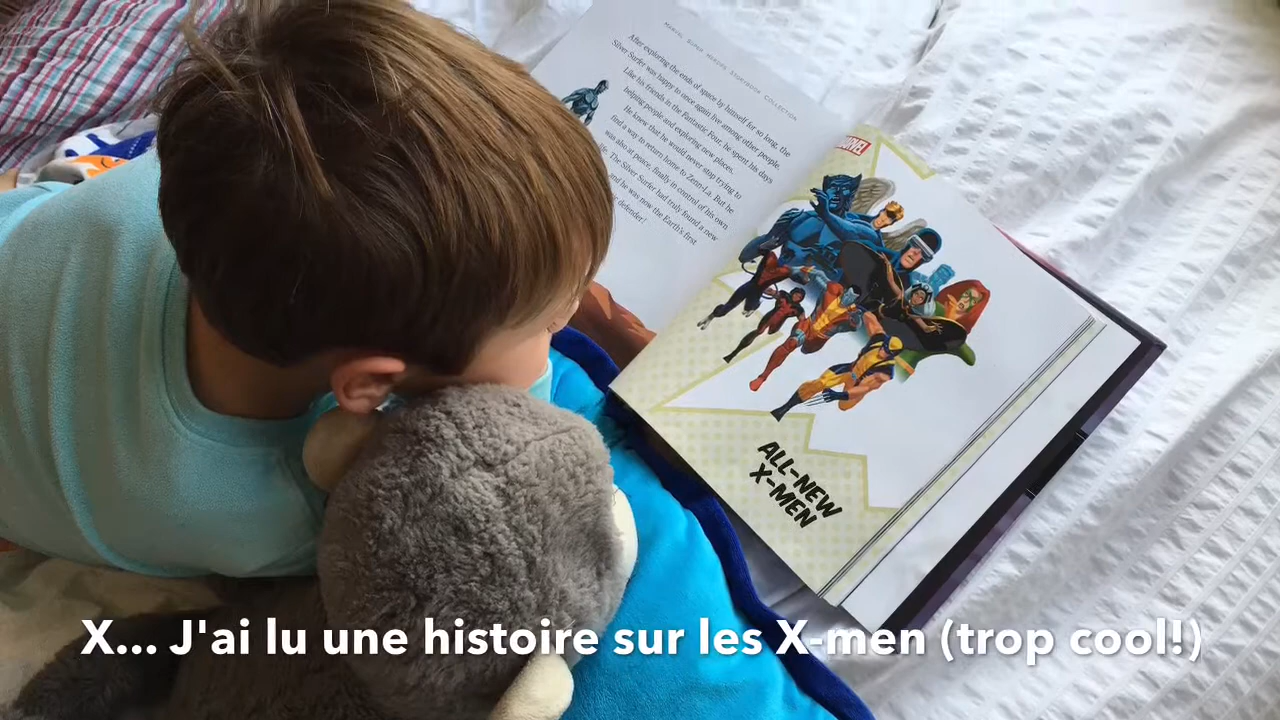 MARVEL SUPER HEROES STORYBOOK COLLECTION
After exploring the ends of space by himself for so long, the
Silver Surfer was happy to once again live among other people.
Like his friends in the Fantastic Four, he spent his days
helping people and exploring new places.
He knew that he would never stop trying to
find a way to return home to Zenn-La. But he
was also at peace, finally in control of his own
life. The Silver Surfer had truly found a new
and he was now the Earth's first
defender!
MARVEL
ALL-NEW
X-MEN
X... J'ai lu une histoire sur les X-men (trop cool!)